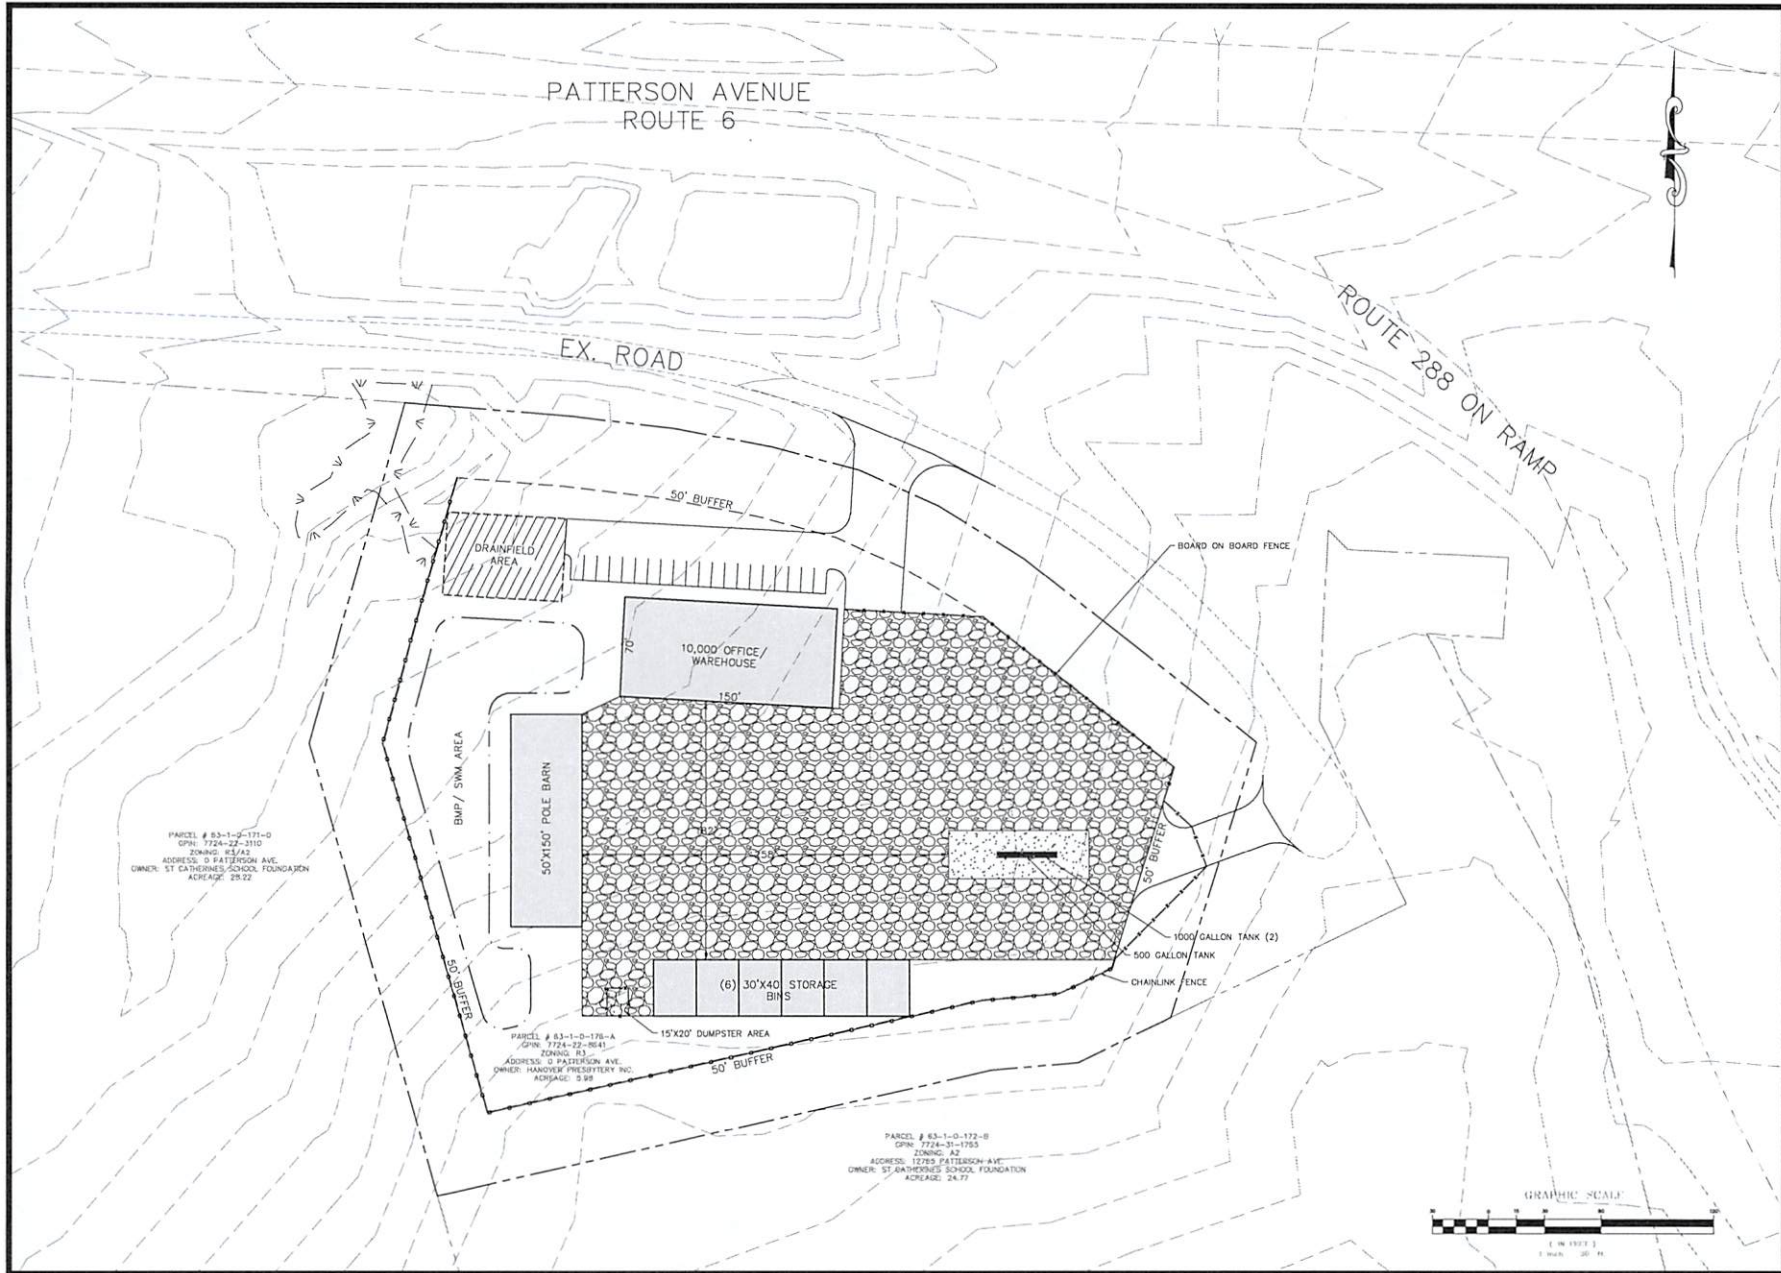 PATTERSON AVENUE
ROUTE 6
ROUTE 288 ON RAMP
EX. ROAD
50' BUFFER
DRAINFIELD
AREA
BOARD ON BOARD FENCE
10,000 OFFICE/
WAREHOUSE
70'
150'
BMP/ SWM AREA
50'X150' POLE BARN
182'
50' BUFFER
PARCEL # 63-1-0-171-0
GPIN: 7724-22-3110
ZONING: R3/A2
ADDRESS: 0 PATTERSON AVE.
OWNER: ST CATHERINES SCHOOL FOUNDATION
ACREAGE: 29.22
1000 GALLON TANK (2)
500 GALLON TANK
CHAINLINK FENCE
50' BUFFER
(6) 30'X40' STORAGE
BINS
15'X20' DUMPSTER AREA
PARCEL # 63-1-0-176-A
GPIN: 7724-22-8641
ZONING: R3
ADDRESS: 0 PATTERSON AVE.
OWNER: HANOVER PRESBYTERY INC.
ACREAGE: 5.98
50' BUFFER
PARCEL # 63-1-0-172-B
GPIN: 7724-31-1755
ZONING: A2
ADDRESS: 12785 PATTERSON AVE.
OWNER: ST CATHERINES SCHOOL FOUNDATION
ACREAGE: 24.77
GRAPHIC SCALE
( IN FEET )